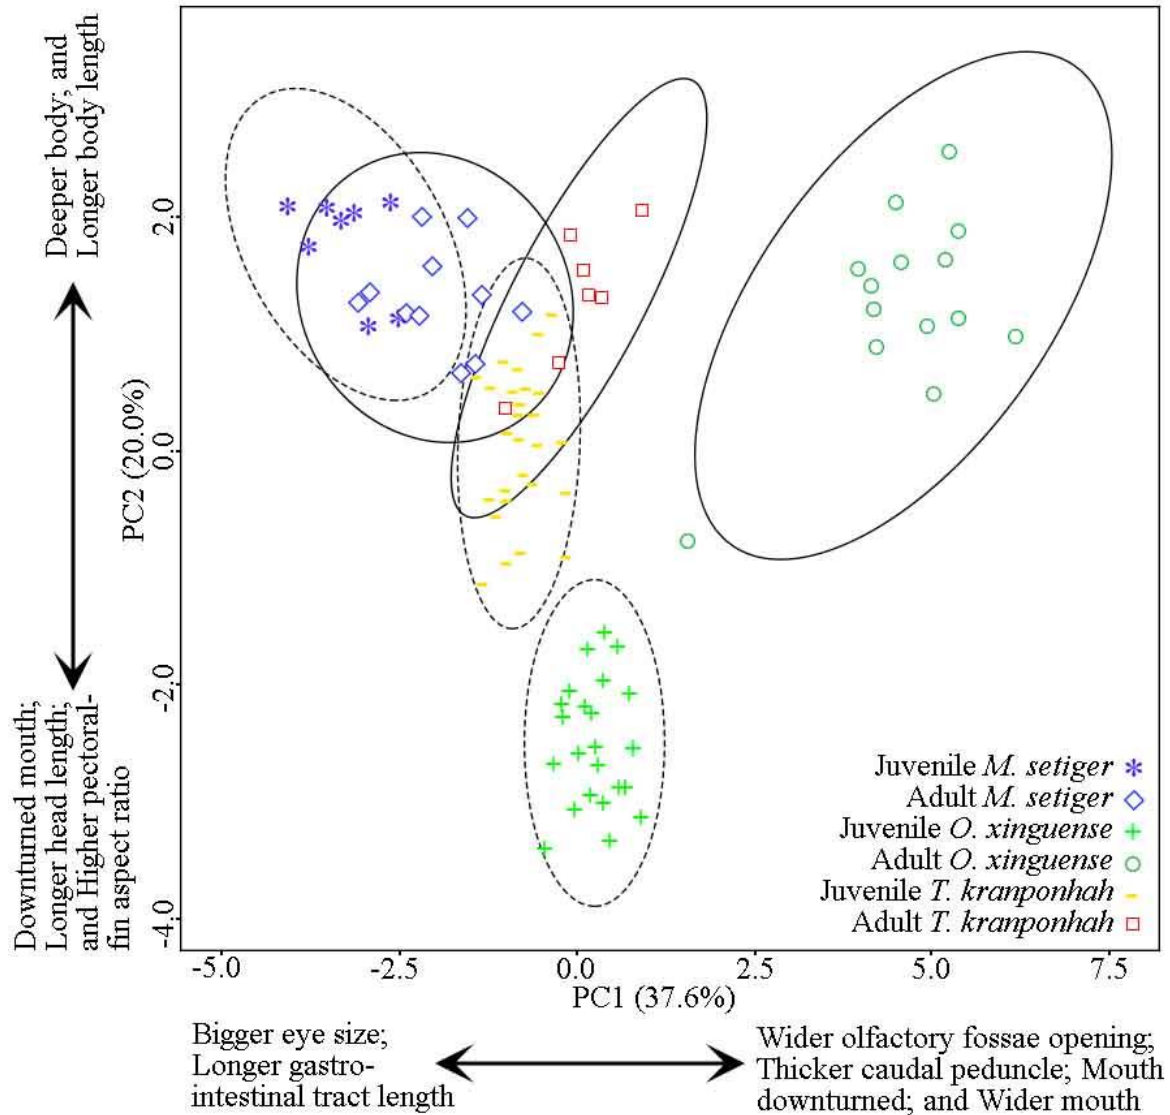 Deeper body; and
Longer body length
Downturned mouth;
Longer head length;
and Higher pectoral-
fin aspect ratio
PC2 (20.0%)
2.0
0.0
-2.0
-4.0
Juvenile M. setiger
Adult M. setiger
Juvenile O. xinguense
Adult O. xinguense
Juvenile T. kranponhah
Adult T. kranponhah
-5.0 -2.5 0.0 2.5 5.0 7.5
PC1 (37.6%)
Bigger eye size;
Longer gastro-
intestinal tract length
Wider olfactory fossae opening;
Thicker caudal peduncle; Mouth
downturned; and Wider mouth